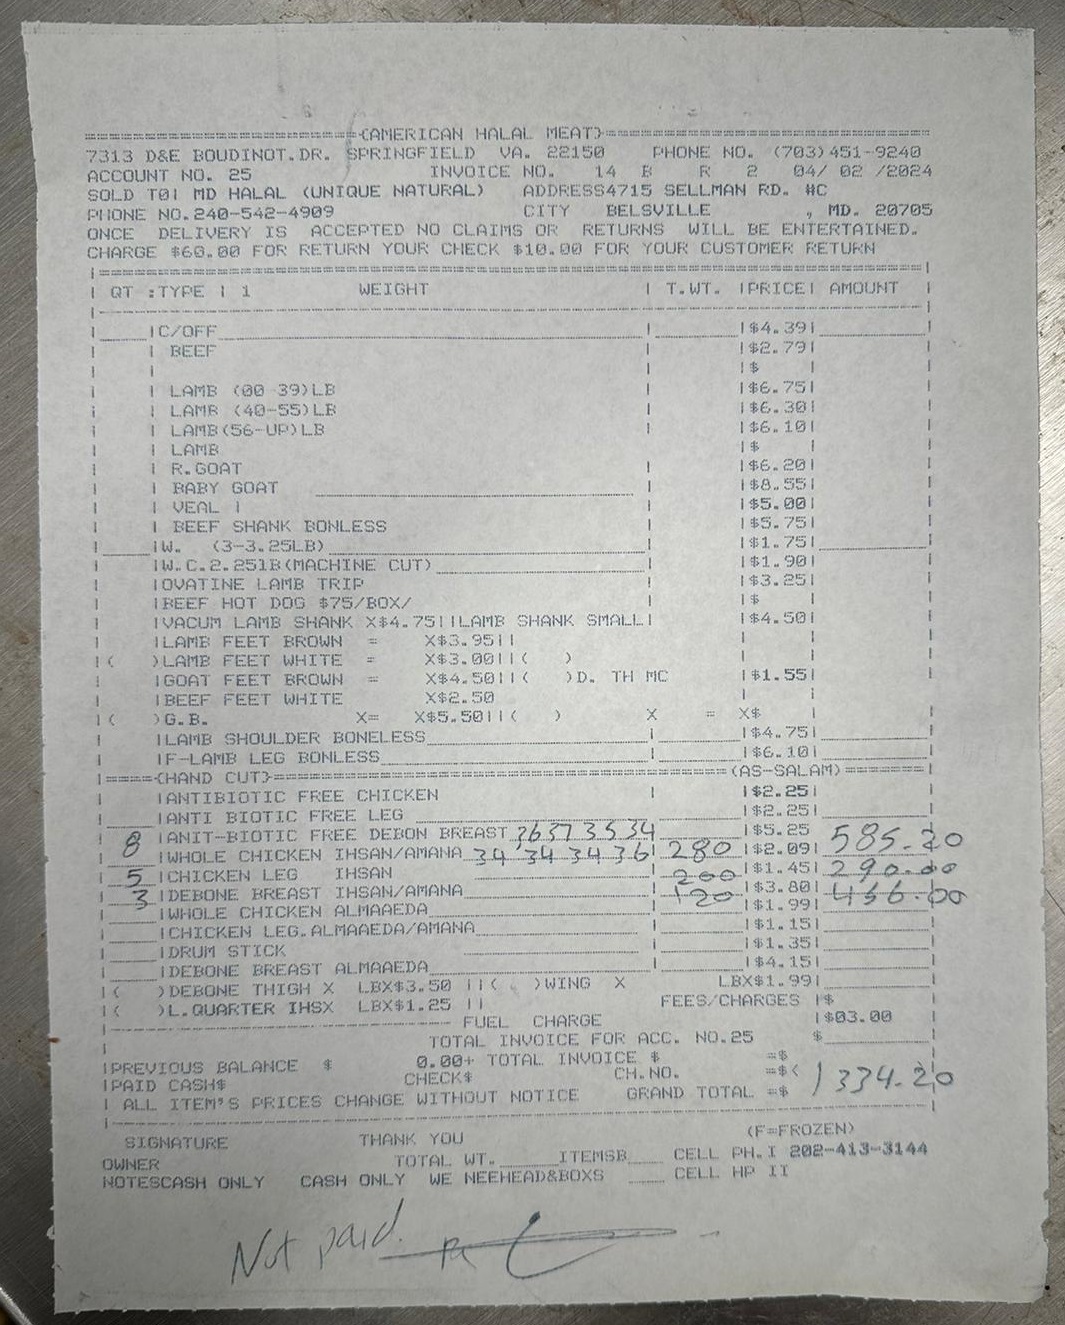 {AMERICAN HALAL MEAT}
7313 D&E BOUDINOT.DR. SPRINGFIELD VA. 22150 PHONE NO. (703)451-9240
ACCOUNT NO. 25 INVOICE NO. 14 B R 2 04/ 02 /2024
SOLD TO: MD HALAL (UNIQUE NATURAL) ADDRESS4715 SELLMAN RD. #C
PHONE NO.240-542-4909 CITY BELSVILLE , MD. 20705
ONCE DELIVERY IS ACCEPTED NO CLAIMS OR RETURNS WILL BE ENTERTAINED.
CHARGE $60.00 FOR RETURN YOUR CHECK $10.00 FOR YOUR CUSTOMER RETURN
QT :TYPE | 1 WEIGHT | T.WT. |PRICE| AMOUNT
C/OFF $4.39
BEEF $2.79
$
LAMB (00 39)LB $6.75
LAMB (40-55)LB $6.30
LAMB(56-UP)LB $6.10
LAMB $
R.GOAT $6.20
BABY GOAT $8.55
VEAL | $5.00
BEEF SHANK BONLESS $5.75
W. (3-3.25LB) $1.75
W.C.2.251B(MACHINE CUT) $1.90
OVATINE LAMB TRIP $3.25
BEEF HOT DOG $75/BOX/ $
VACUM LAMB SHANK X$4.75||LAMB SHANK SMALL| $4.50
LAMB FEET BROWN = X$3.95||
( )LAMB FEET WHITE = X$3.00||( )
GOAT FEET BROWN = X$4.50||( )D. TH MC $1.55
BEEF FEET WHITE X$2.50
( )G.B. X= X$5.50||( ) X = X$
LAMB SHOULDER BONELESS $4.75
F-LAMB LEG BONLESS $6.10
{HAND CUT} (AS-SALAM)
ANTIBIOTIC FREE CHICKEN $2.25
ANTI BIOTIC FREE LEG $2.25
ANIT-BIOTIC FREE DEBON BREAST 36 37 35 34 $5.25
8 WHOLE CHICKEN IHSAN/AMANA 34 34 34 36 280 $2.09 585.20
5 CHICKEN LEG IHSAN 200 $1.45 290.00
3 DEBONE BREAST IHSAN/AMANA 120 $3.80 456.00
WHOLE CHICKEN ALMAAEDA $1.99
CHICKEN LEG.ALMAAEDA/AMANA $1.15
DRUM STICK $1.35
DEBONE BREAST ALMAAEDA $4.15
( )DEBONE THIGH X LBX$3.50 ||( )WING X LBX$1.99
( )L.QUARTER IHSX LBX$1.25 || FEES/CHARGES |$
FUEL CHARGE $03.00
TOTAL INVOICE FOR ACC. NO.25 $
PREVIOUS BALANCE $ 0.00+ TOTAL INVOICE $ =$
PAID CASH$ CHECK$ CH.NO. =$< 1334.20
ALL ITEM'S PRICES CHANGE WITHOUT NOTICE GRAND TOTAL =$
(F=FROZEN)
SIGNATURE THANK YOU
OWNER TOTAL WT. ITEMSB CELL PH.I 202-413-3144
NOTESCASH ONLY CASH ONLY WE NEEHEAD&BOXS CELL HP II
Not paid.